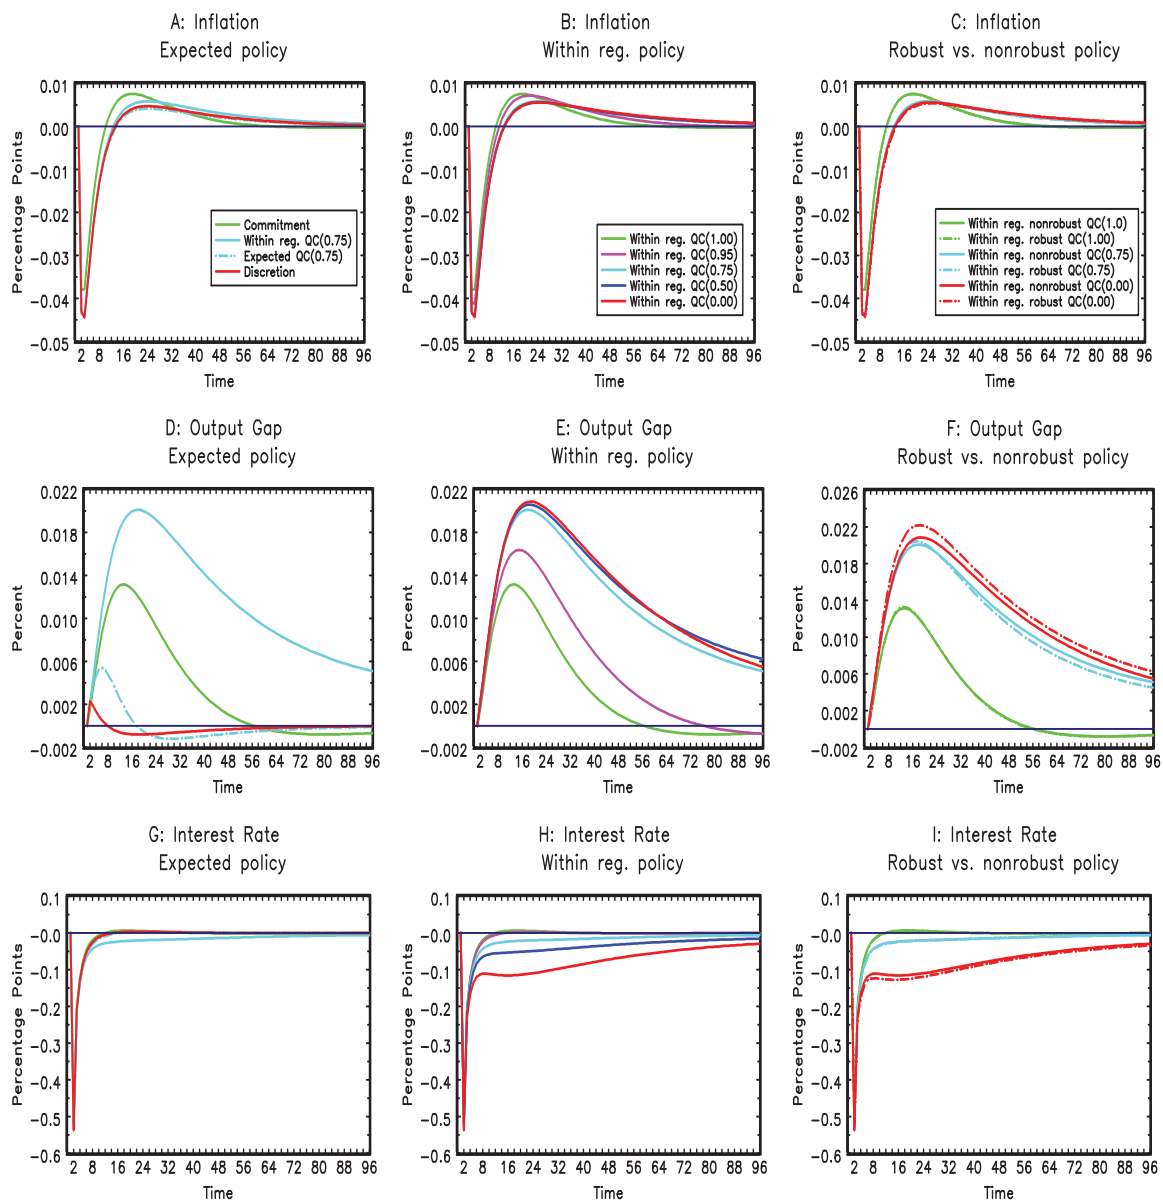 A: Inflation
Expected policy
Percentage Points
0.01
0.00
−0.01
−0.02
−0.03
−0.04
−0.05
Commitment
Within reg. QC(0.75)
Expected QC(0.75)
Discretion
2 8 16 24 32 40 48 56 64 72 80 88 96
Time
B: Inflation
Within reg. policy
Percentage Points
0.01
0.00
−0.01
−0.02
−0.03
−0.04
−0.05
Within reg. QC(1.00)
Within reg. QC(0.95)
Within reg. QC(0.75)
Within reg. QC(0.50)
Within reg. QC(0.00)
2 8 16 24 32 40 48 56 64 72 80 88 96
Time
C: Inflation
Robust vs. nonrobust policy
Percentage Points
0.01
0.00
−0.01
−0.02
−0.03
−0.04
−0.05
Within reg. nonrobust QC(1.0)
Within reg. robust QC(1.00)
Within reg. nonrobust QC(0.75)
Within reg. robust QC(0.75)
Within reg. nonrobust QC(0.00)
Within reg. robust QC(0.00)
2 8 16 24 32 40 48 56 64 72 80 88 96
Time
D: Output Gap
Expected policy
Percent
0.022
0.018
0.014
0.010
0.006
0.002
−0.002
2 8 16 24 32 40 48 56 64 72 80 88 96
Time
E: Output Gap
Within reg. policy
Percent
0.022
0.018
0.014
0.010
0.006
0.002
−0.002
2 8 16 24 32 40 48 56 64 72 80 88 96
Time
F: Output Gap
Robust vs. nonrobust policy
Percent
0.026
0.022
0.018
0.014
0.010
0.006
0.002
−0.002
2 8 16 24 32 40 48 56 64 72 80 88 96
Time
G: Interest Rate
Expected policy
Percentage Points
0.1
−0.0
−0.1
−0.2
−0.3
−0.4
−0.5
−0.6
2 8 16 24 32 40 48 56 64 72 80 88 96
Time
H: Interest Rate
Within reg. policy
Percentage Points
0.1
−0.0
−0.1
−0.2
−0.3
−0.4
−0.5
−0.6
2 8 16 24 32 40 48 56 64 72 80 88 96
Time
I: Interest Rate
Robust vs. nonrobust policy
Percentage Points
0.1
−0.0
−0.1
−0.2
−0.3
−0.4
−0.5
−0.6
2 8 16 24 32 40 48 56 64 72 80 88 96
Time